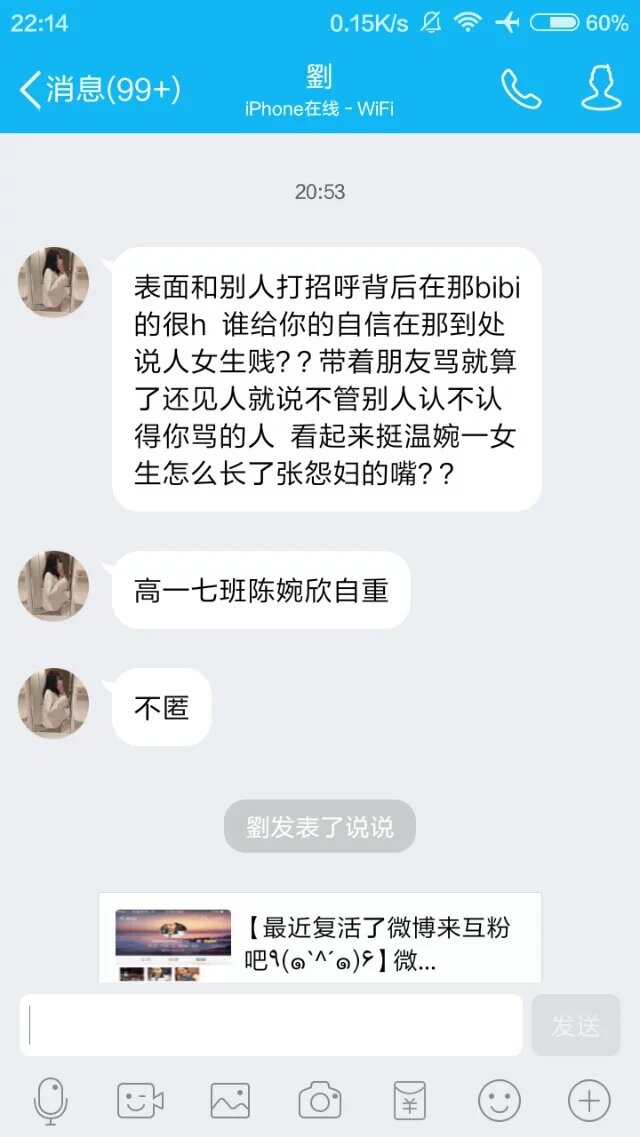 22:14
0.15K/s
60%
消息(99+)
劉
iPhone在线 - WiFi
20:53
表面和别人打招呼背后在那bibi
的很h 谁给你的自信在那到处
说人女生贱??带着朋友骂就算
了还见人就说不管别人认不认
得你骂的人 看起来挺温婉一女
生怎么长了张怨妇的嘴??
高一七班陈婉欣自重
不匿
劉发表了说说
【最近复活了微博来互粉
吧٩(๑`^´๑)۶】微...
发送